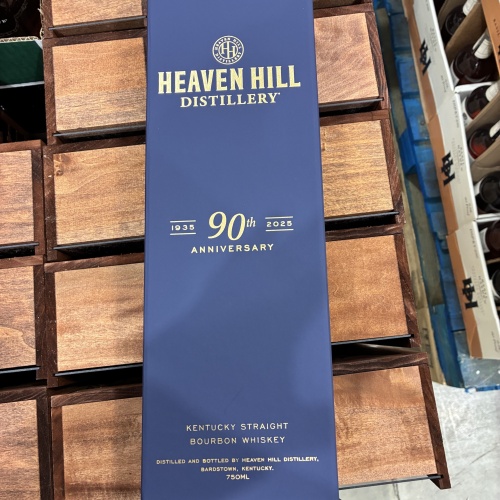 HEAVEN HILL
DISTILLERY
HH
HEAVEN HILL
DISTILLERY
1935 90th 2025
ANNIVERSARY
KENTUCKY STRAIGHT
BOURBON WHISKEY
DISTILLED AND BOTTLED BY HEAVEN HILL DISTILLERY,
BARDSTOWN, KENTUCKY.
750ML